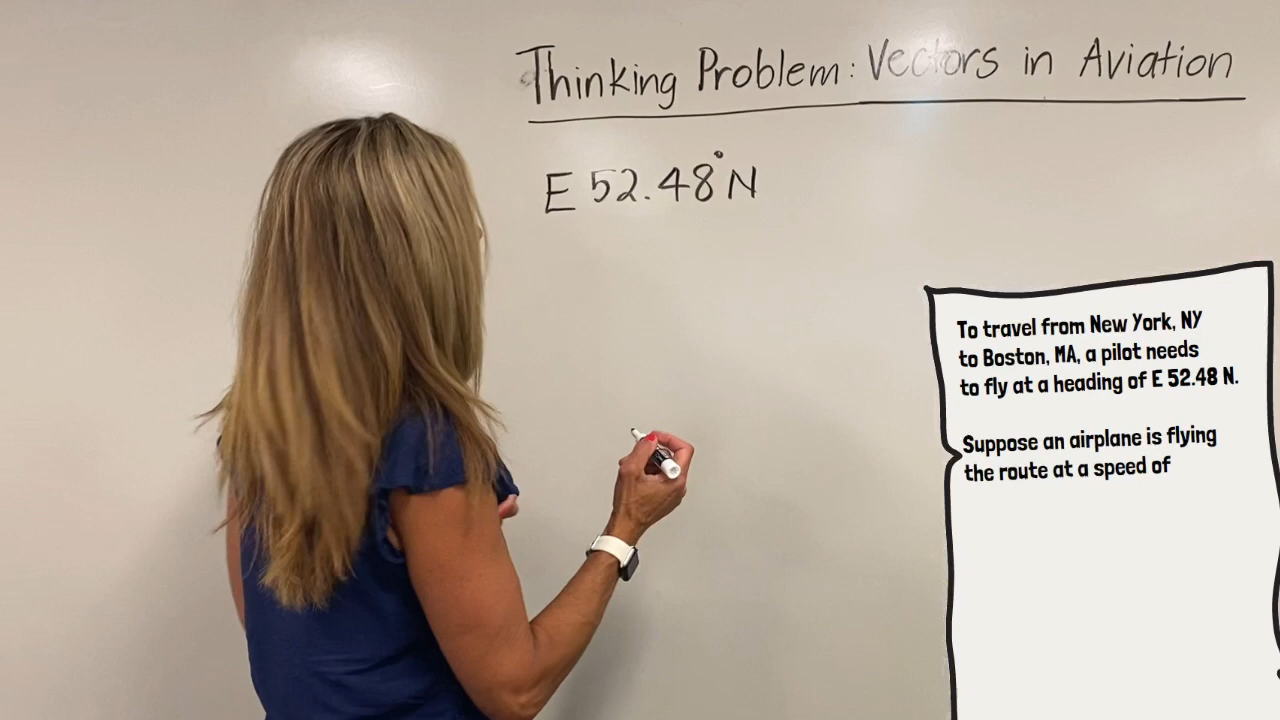 Thinking Problem: Vectors in Aviation
E 52.48° N
To travel from New York, NY
to Boston, MA, a pilot needs
to fly at a heading of E 52.48 N.
Suppose an airplane is flying
the route at a speed of